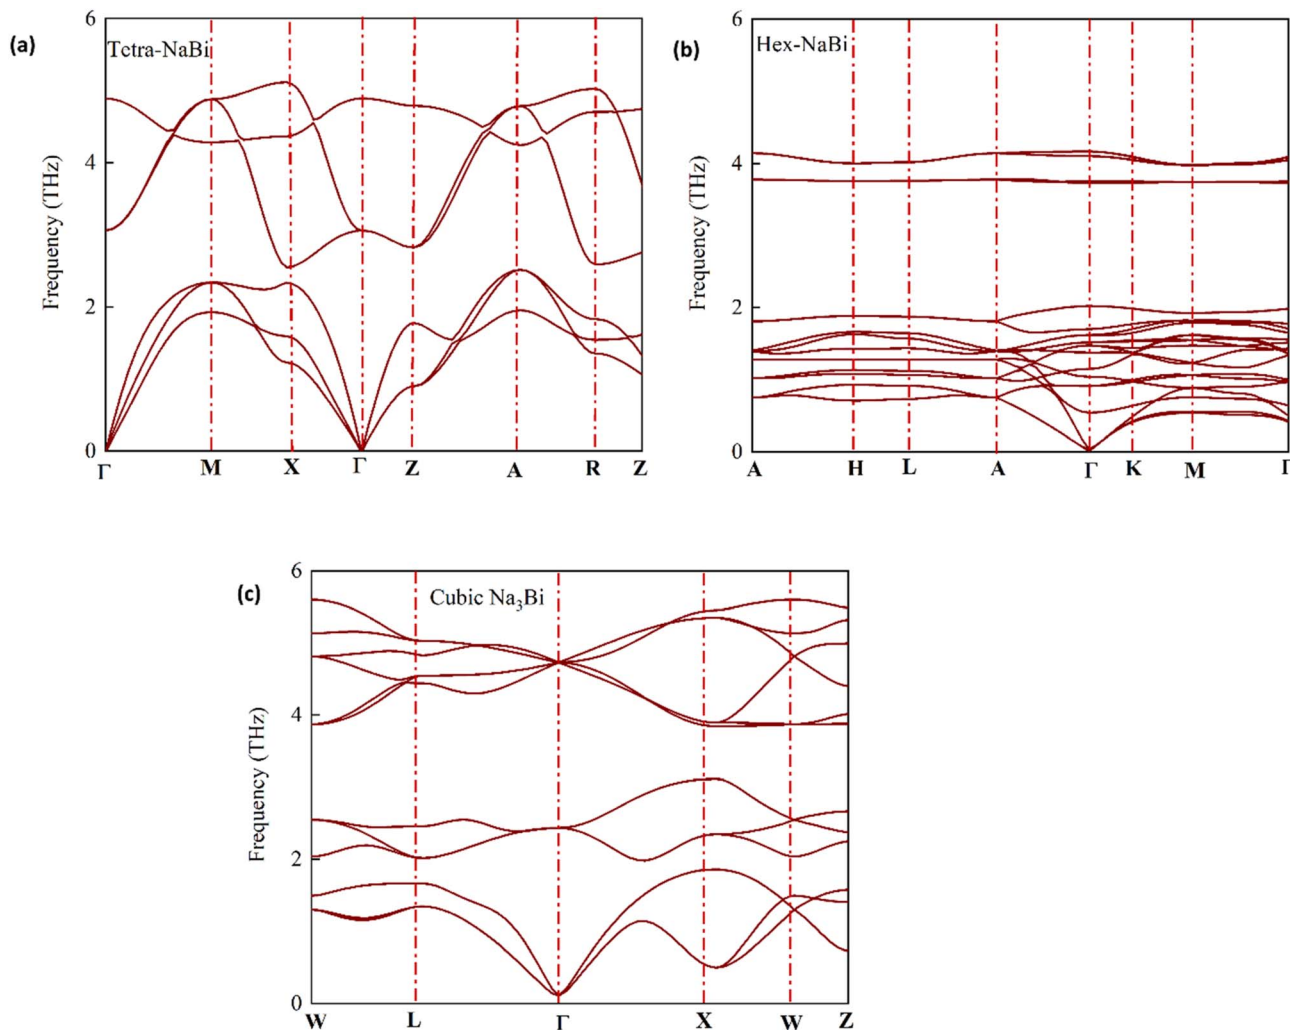 (a)
Tetra-NaBi
6
4
2
0
Frequency (THz)
Γ M X Γ Z A R Z
(b)
Hex-NaBi
6
4
2
0
Frequency (THz)
A H L A Γ K M Γ
(c)
Cubic Na₃Bi
6
4
2
0
Frequency (THz)
W L Γ X W Z